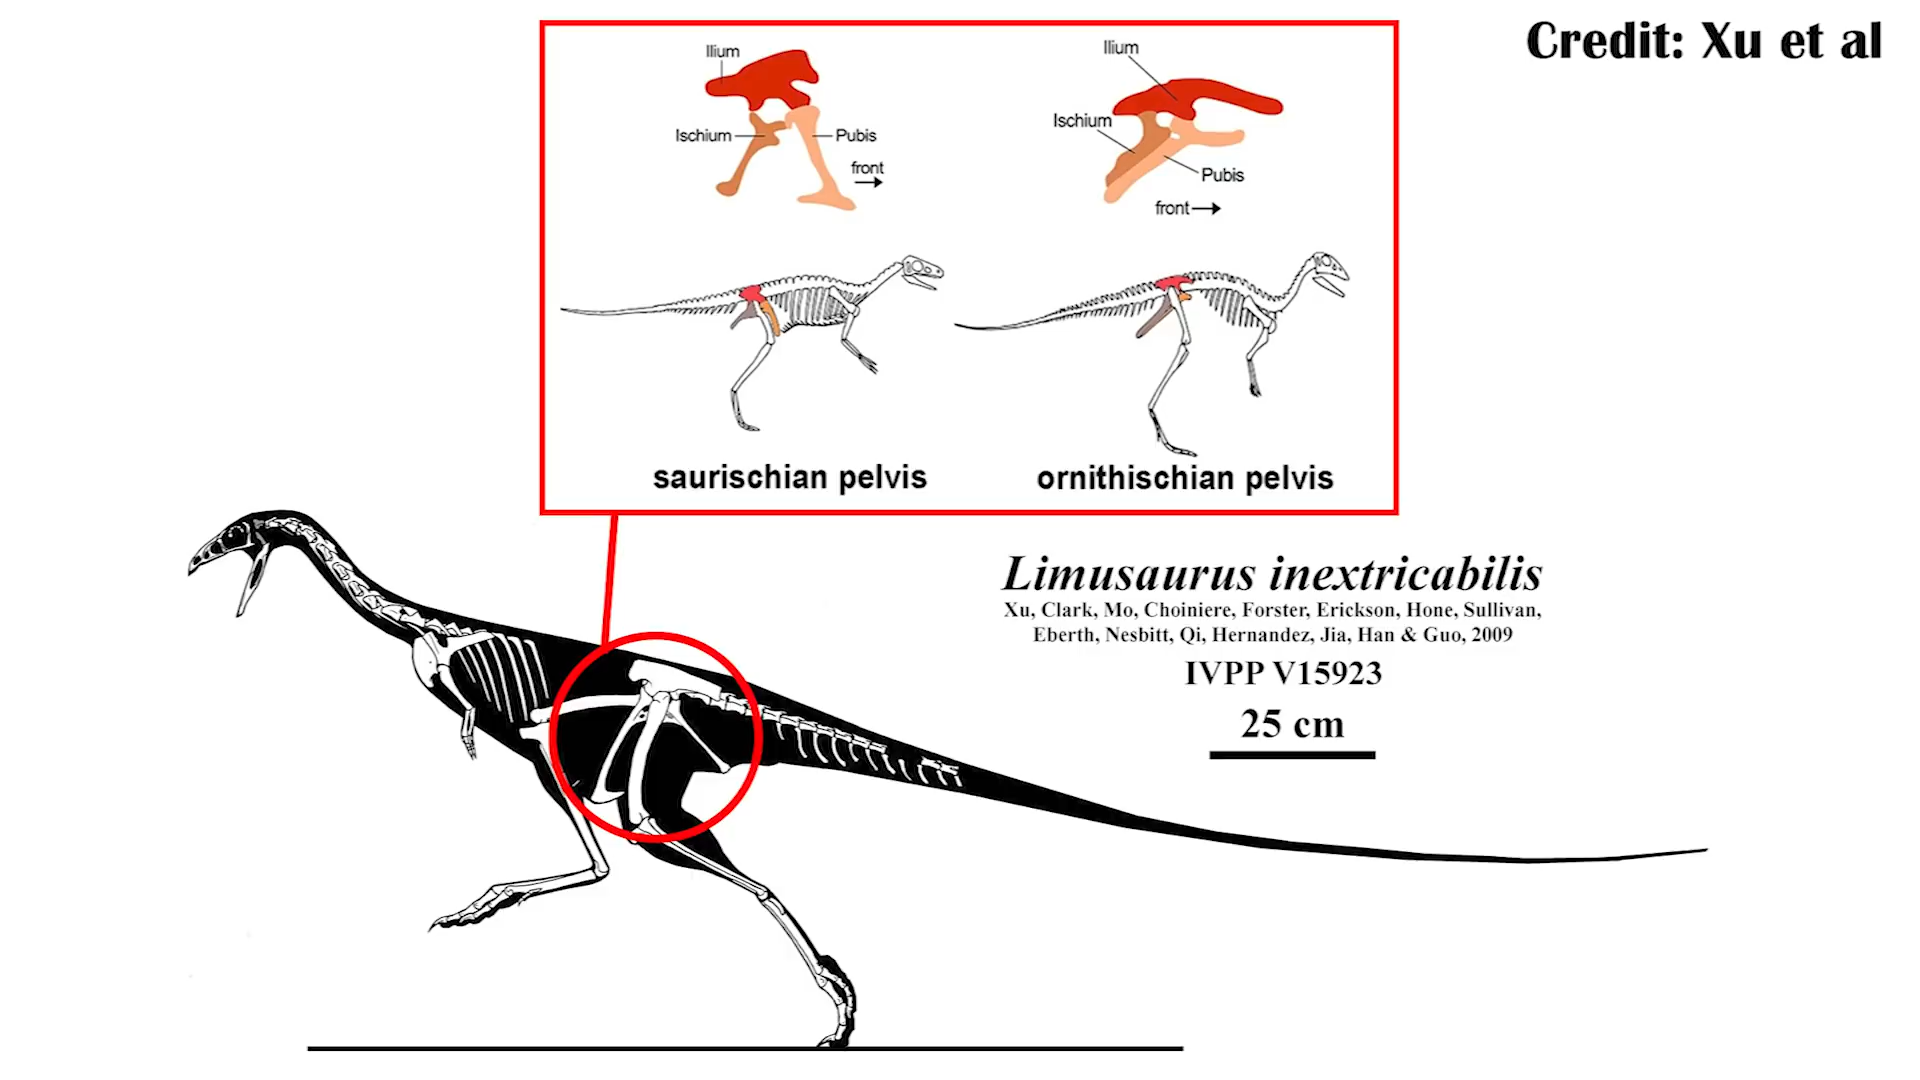 Credit: Xu et al
Ilium
Ischium
Pubis
front
Ilium
Ischium
Pubis
front
saurischian pelvis
ornithischian pelvis
Limusaurus inextricabilis
Xu, Clark, Mo, Choiniere, Forster, Erickson, Hone, Sullivan,
Eberth, Nesbitt, Qi, Hernandez, Jia, Han & Guo, 2009
IVPP V15923
25 cm